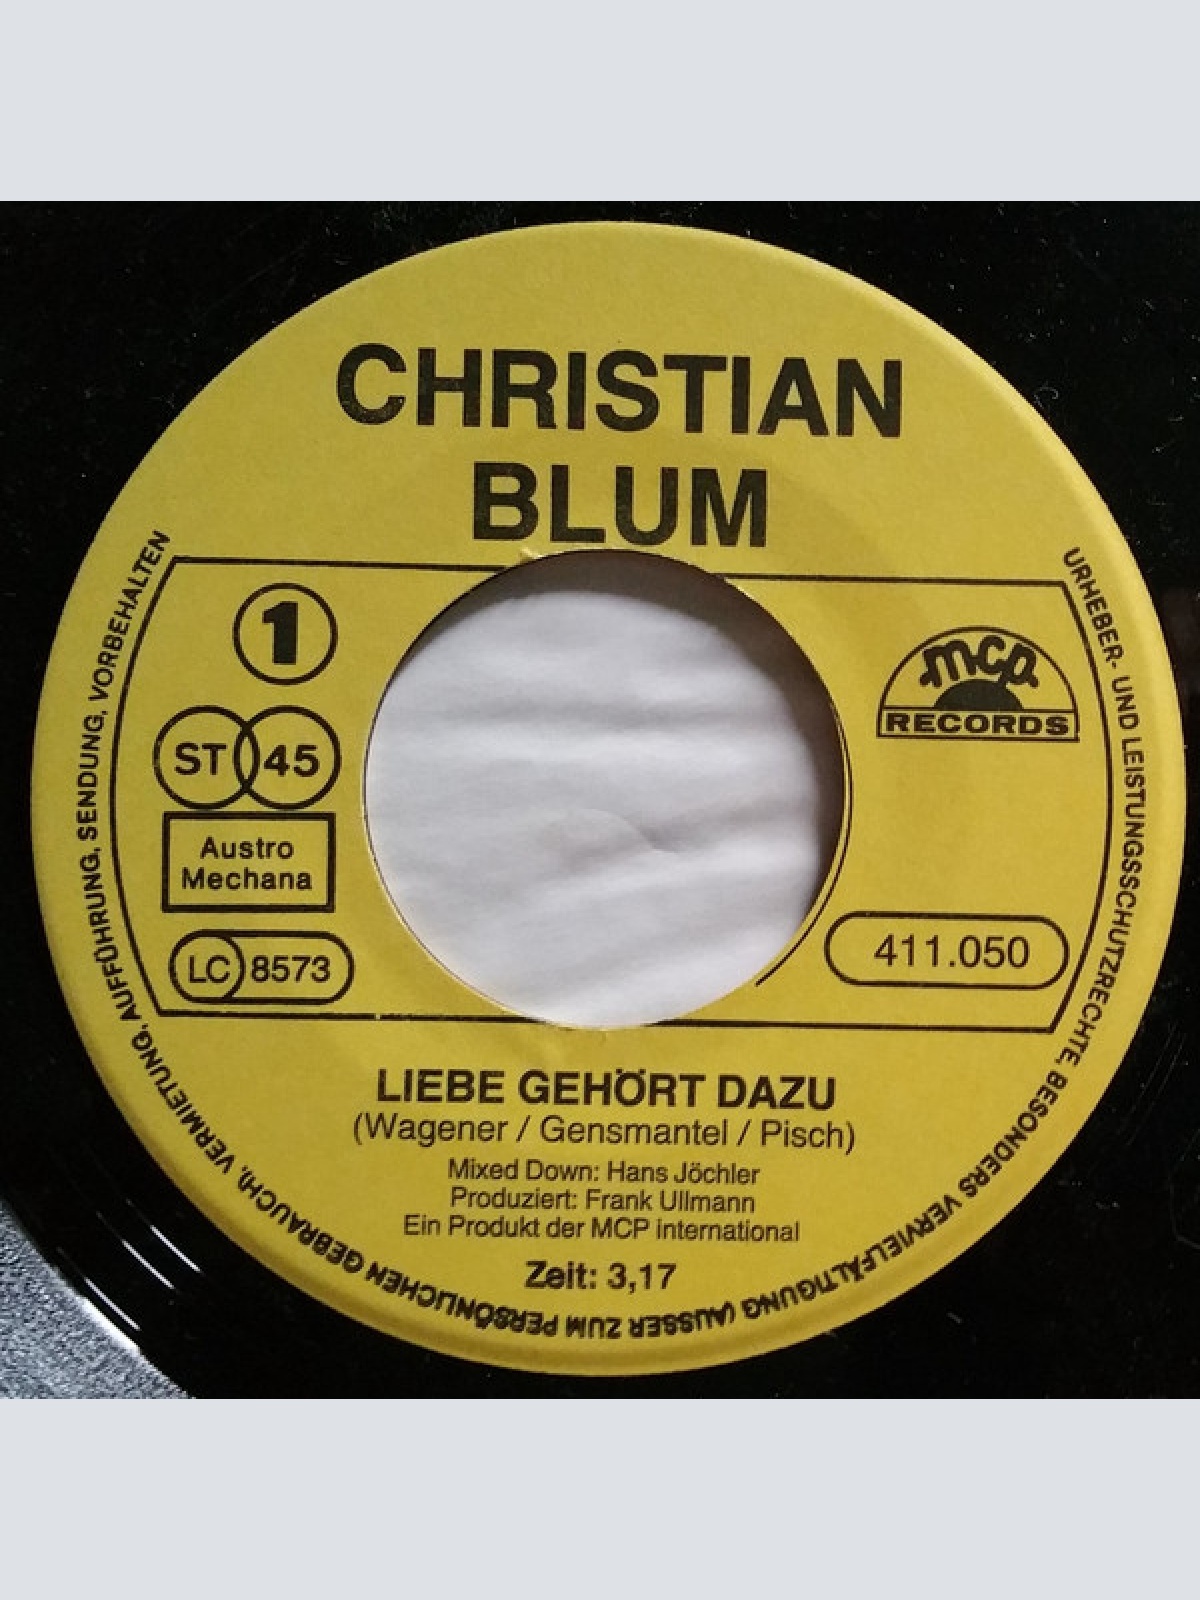 CHRISTIAN
BLUM
1
ST 45
Austro
Mechana
LC 8573
mcp
RECORDS
411.050
LIEBE GEHÖRT DAZU
(Wagener / Gensmantel / Pisch)
Mixed Down: Hans Jöchler
Produziert: Frank Ullmann
Ein Produkt der MCP international
Zeit: 3,17
URHEBER- UND LEISTUNGSSCHUTZRECHTE, BESONDERS VERVIELFÄLTIGUNG (AUSSER ZUM PERSÖNLICHEN GEBRAUCH), VERMIETUNG, AUFFÜHRUNG, SENDUNG, VORBEHALTEN